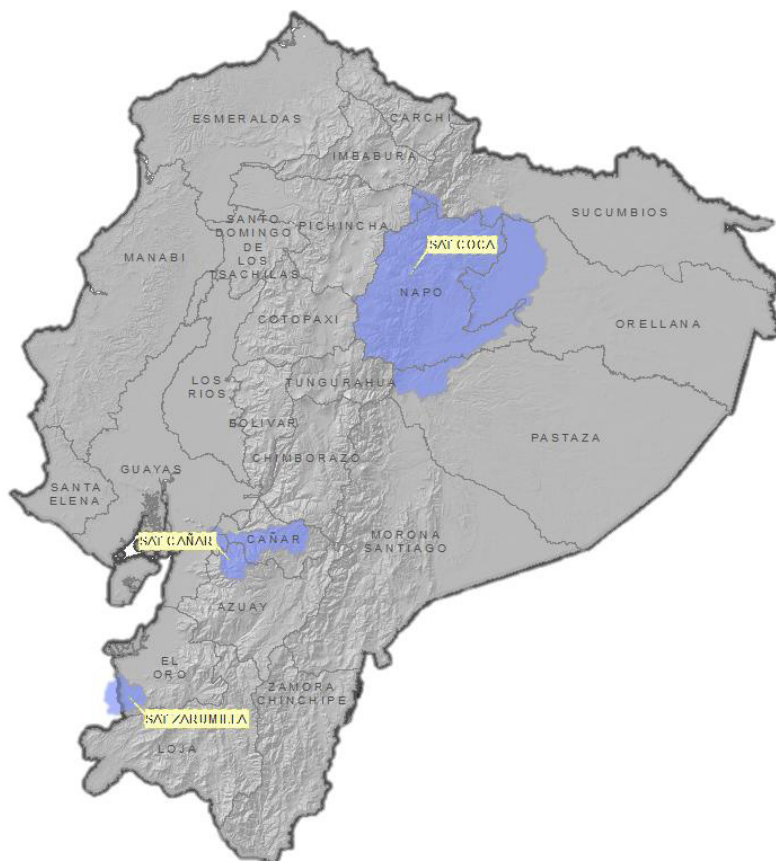 ESMERALDAS
CARCHI
IMBABURA
SUCUMBIOS
SANTO
DOMINGO
DE
LOS
TSACHILAS
PICHINCHA
SAT COCA
MANABI
NAPO
COTOPAXI
ORELLANA
LOS
RIOS
TUNGURAHUA
BOLIVAR
PASTAZA
CHIMBORAZO
GUAYAS
SANTA
ELENA
SAT CAÑAR
CAÑAR
MORONA
SANTIAGO
AZUAY
EL
ORO
ZAMORA
CHINCHIPE
SAT ZARUMILLA
LOJA